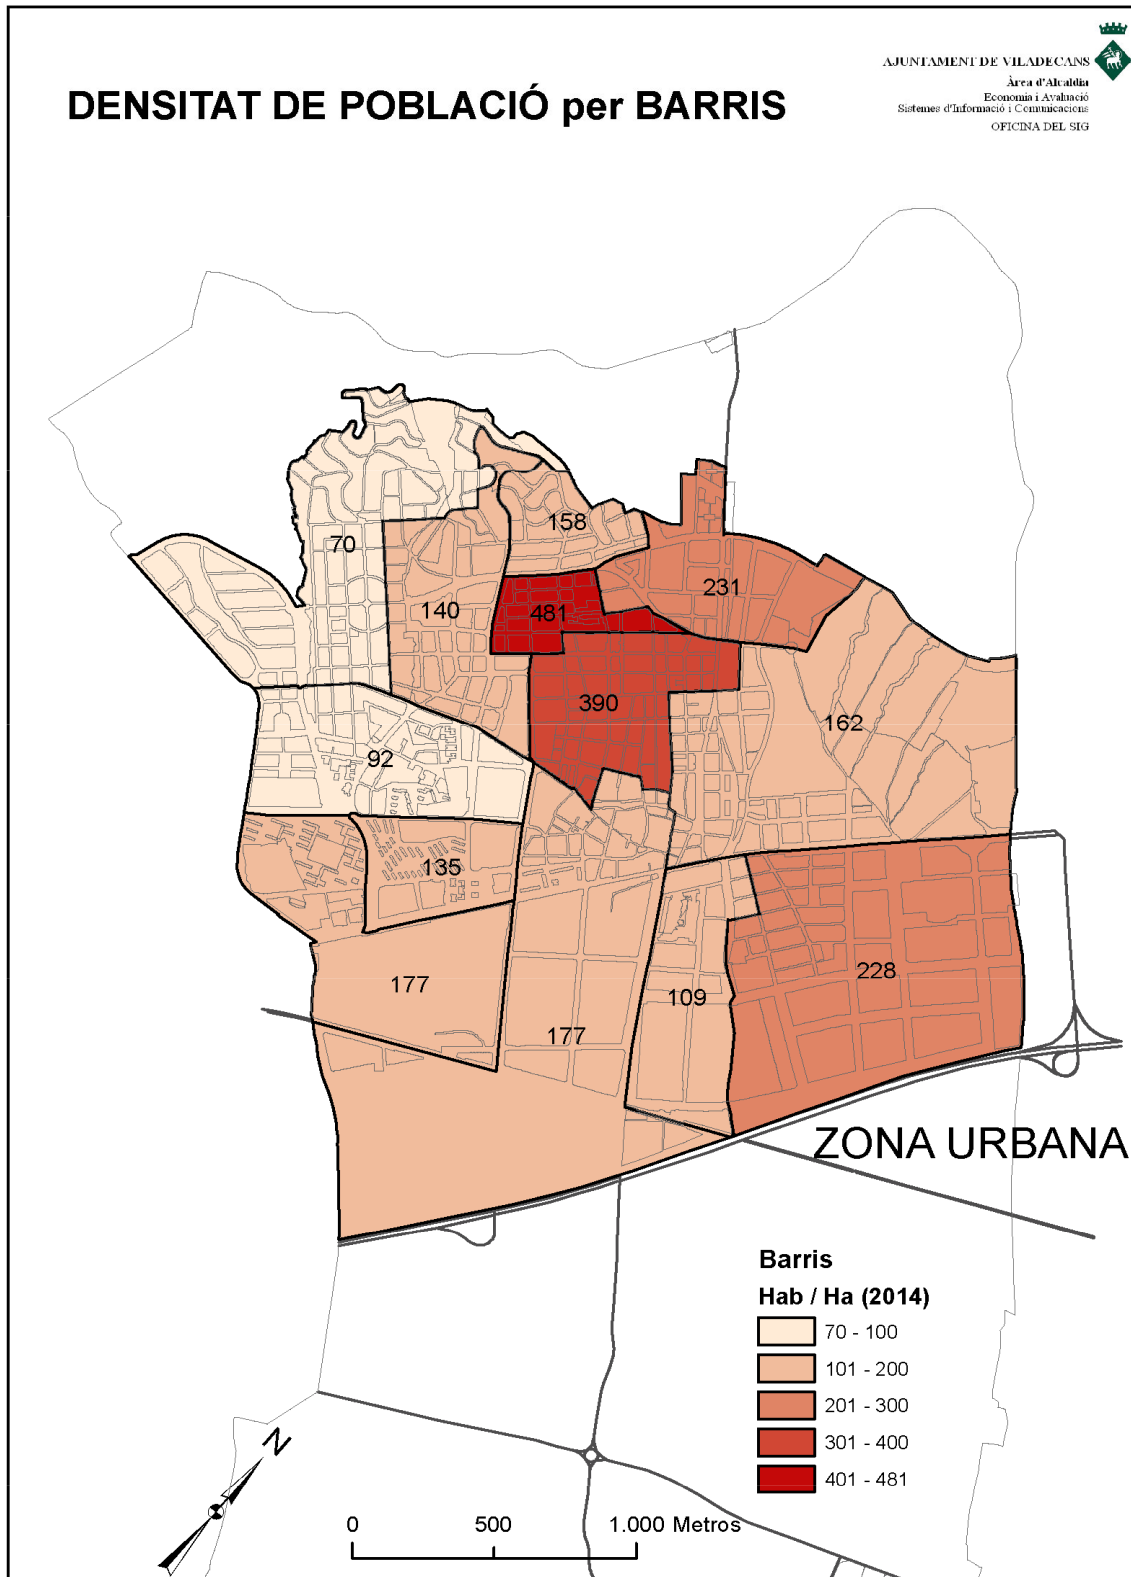 AJUNTAMENT DE VILADECANS
Àrea d'Alcaldia
Economia i Avaluació
Sistemes d'Informació i Comunicacions
OFICINA DEL SIG
DENSITAT DE POBLACIÓ per BARRIS
158
70
231
140
481
390
162
92
135
228
177
109
177
ZONA URBANA
Barris
Hab / Ha (2014)
70 - 100
101 - 200
201 - 300
301 - 400
401 - 481
N
0 500 1.000 Metros